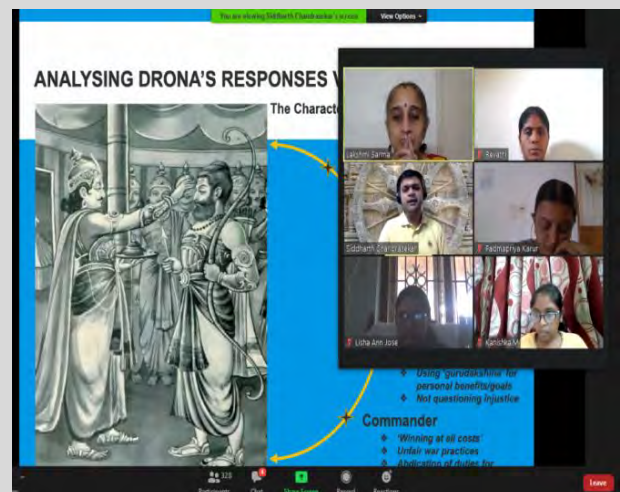 You are viewing Siddharth Chandrasekar's screen
View Options
ANALYSING DRONA'S RESPONSES
The Characte
Lakshmi Sarma
Revathi
Siddharth Chandrasekar
Padmapriya Karur
Lisha Ann Jose
Kanishka M
Using 'gurudakshina' for
personal benefits/goals
Not questioning injustice
Commander
'Winning at all costs'
Unfair war practices
Abdication of duties for
323
Participants
Chat
Share Screen
Record
Reactions
Leave